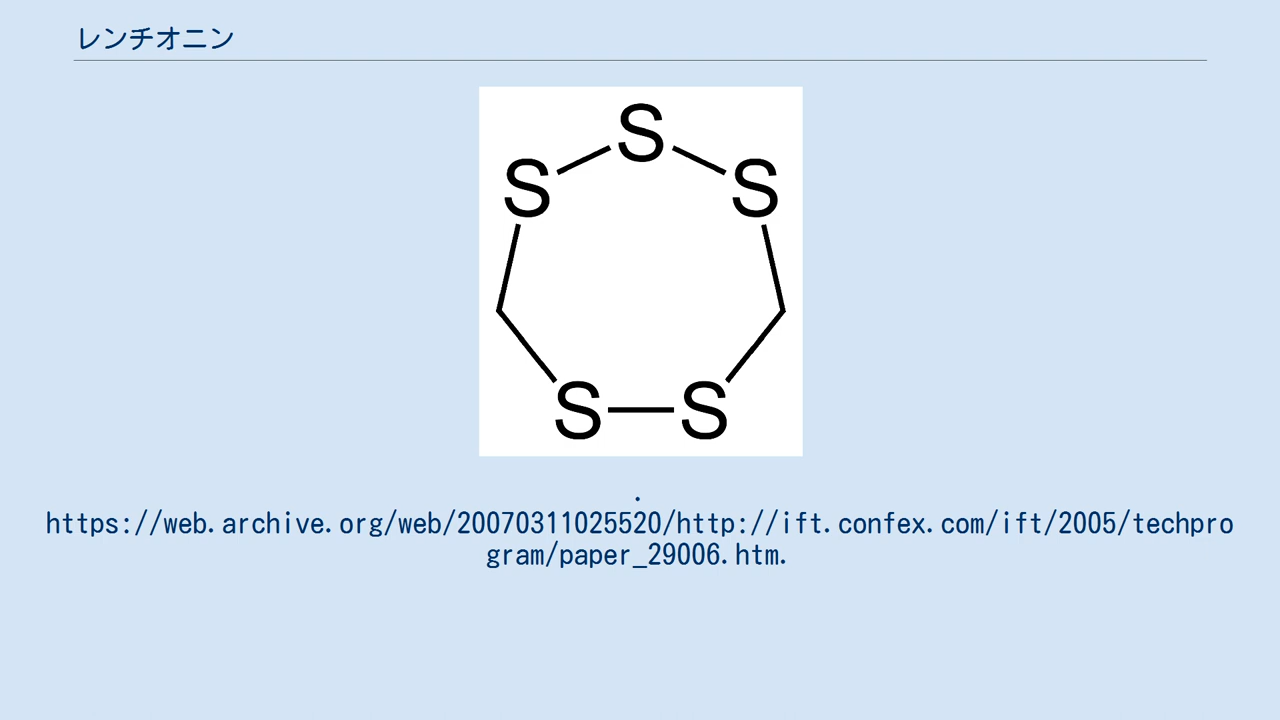 レンチオニン
S
S S
S S
.
https://web.archive.org/web/20070311025520/http://ift.confex.com/ift/2005/techpro
gram/paper_29006.htm.